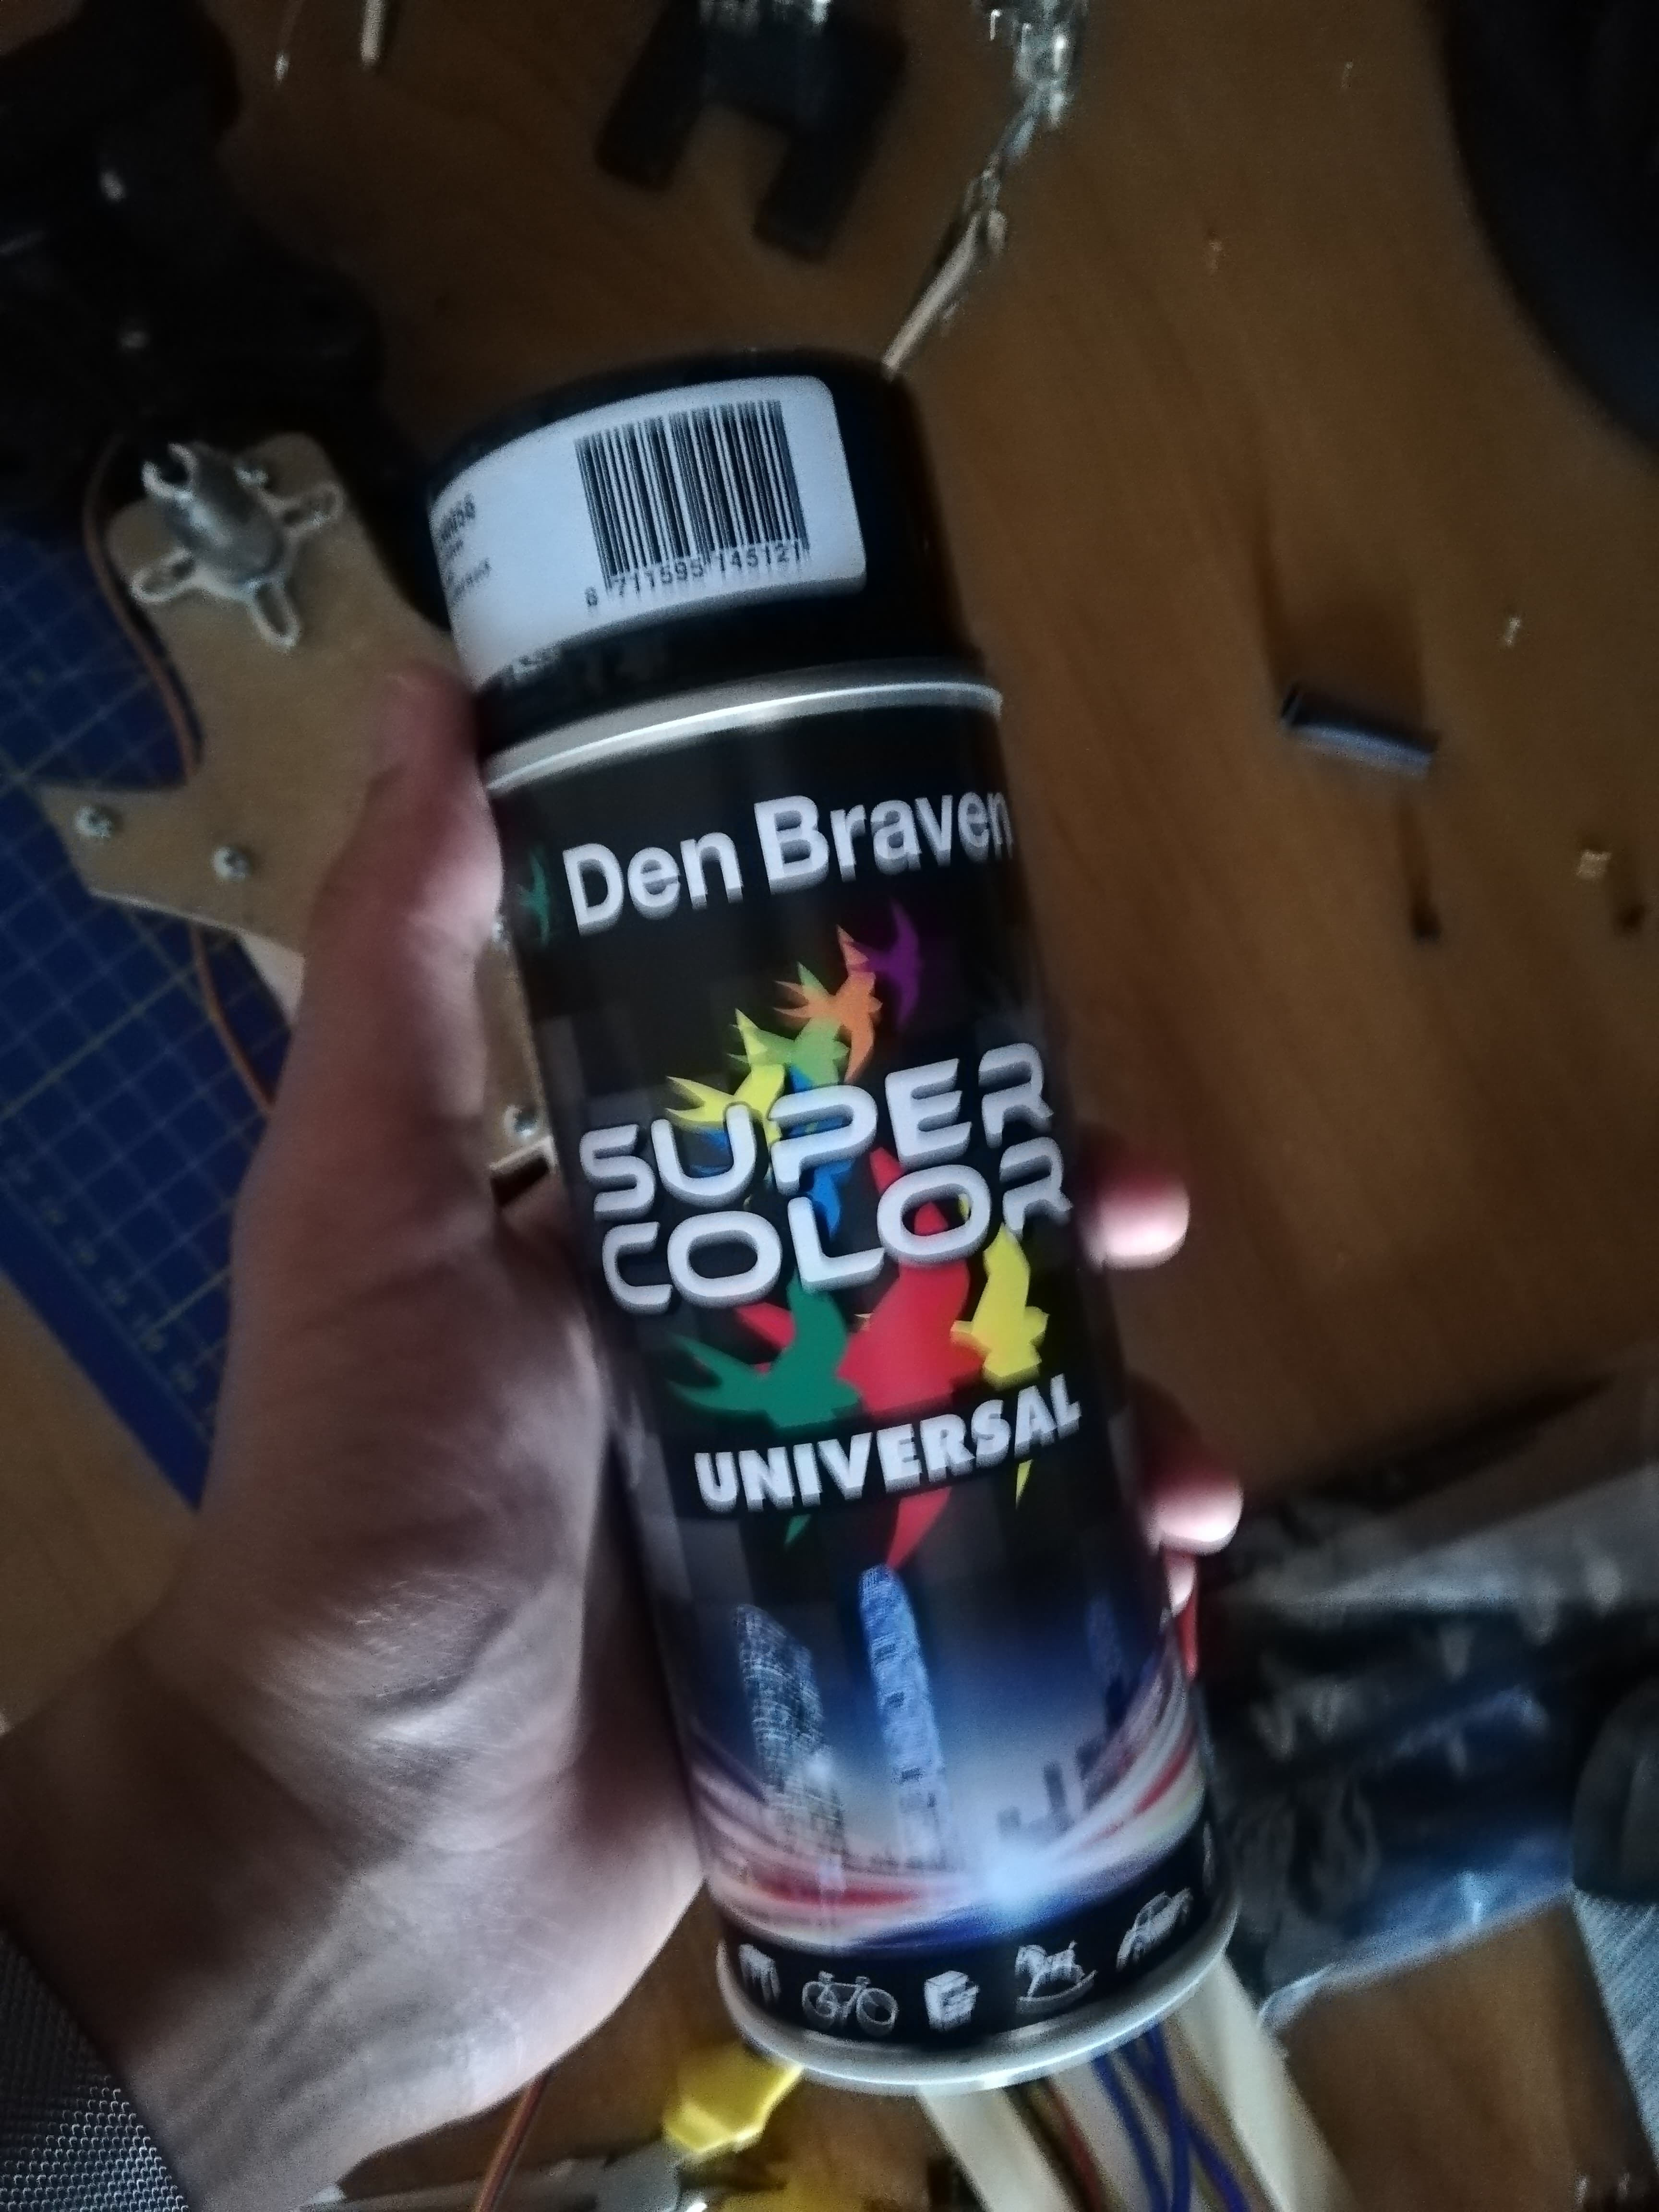 8 711595 145121
Den Braven
SUPER
COLOR
UNIVERSAL